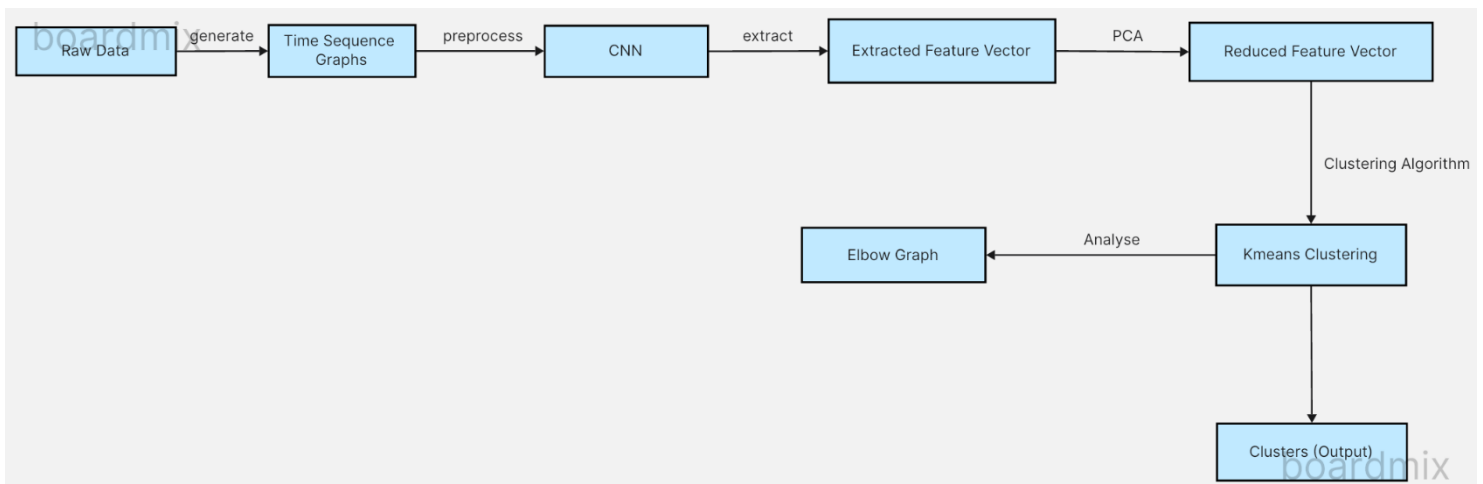 boardmix
Raw Data
generate
Time Sequence
Graphs
preprocess
CNN
extract
Extracted Feature Vector
PCA
Reduced Feature Vector
Clustering Algorithm
Elbow Graph
Analyse
Kmeans Clustering
Clusters (Output)
boardmix